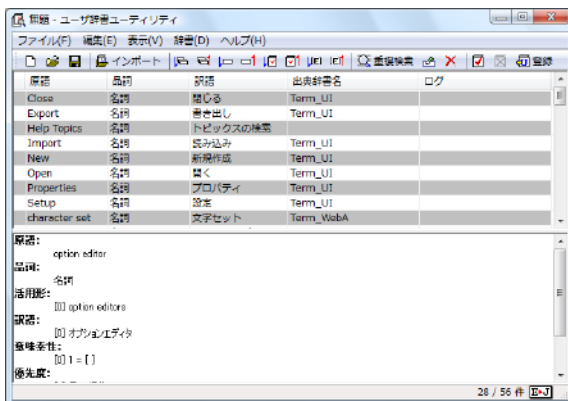 無題 - ユーザ辞書ユーティリティ
ファイル(F) 編集(E) 表示(V) 辞書(D) ヘルプ(H)
インポート 重複検索 登録
原語 品詞 訳語 出典辞書名 ログ
Close 名詞 閉じる Term_UI
Export 名詞 書き出し Term_UI
Help Topics 名詞 トピックスの検索
Import 名詞 読み込み Term_UI
New 名詞 新規作成 Term_UI
Open 名詞 開く Term_UI
Properties 名詞 プロパティ Term_UI
Setup 名詞 設定 Term_UI
character set 名詞 文字セット Term_WebA
原語:
option editor
品詞:
名詞
活用形:
[0] option editors
訳語:
[0] オプションエディタ
意味素性:
[0] 1 = [ ]
優先度:
28 / 56 件 E▸J